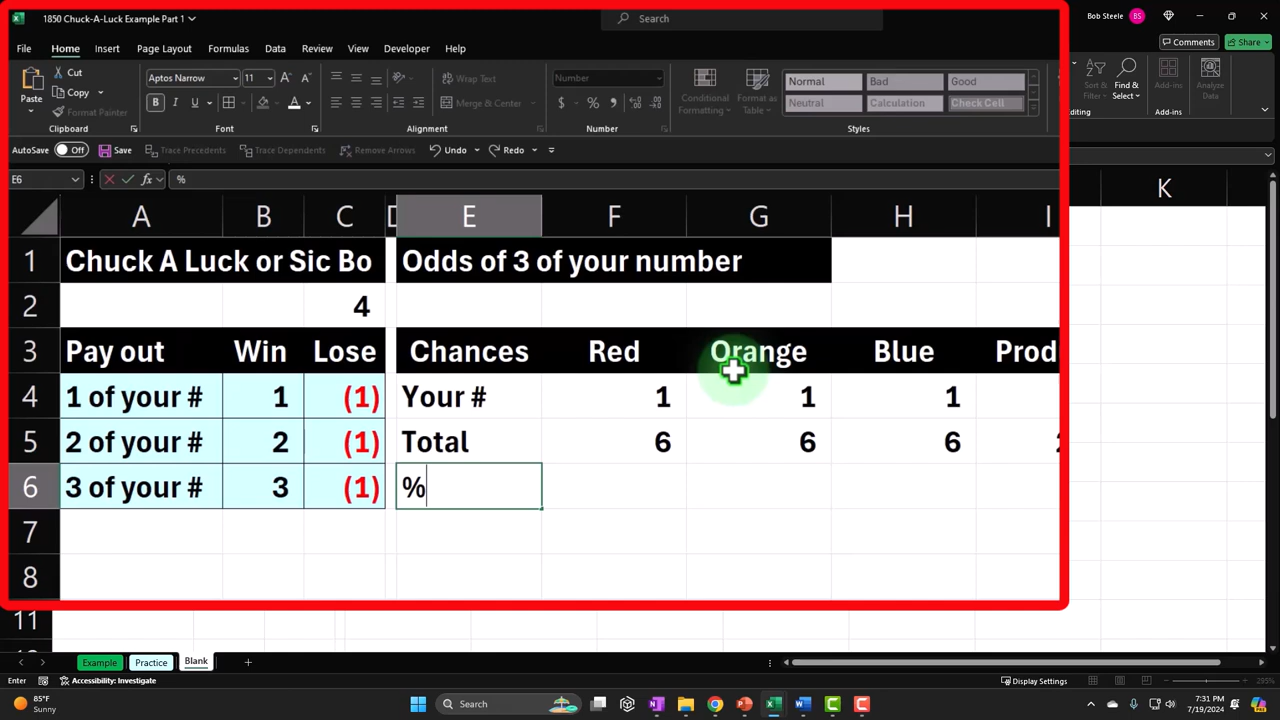 1850 Chuck-A-Luck Example Part 1
Search
Bob Steele
BS
File Home Insert Page Layout Formulas Data Review View Developer Help
Comments
Share
Paste
Cut
Copy
Format Painter
Clipboard
Aptos Narrow
11
B I U
Font
Wrap Text
Merge & Center
Alignment
Number
$ % ,
Number
Conditional
Formatting
Format as
Table
Normal Bad Good
Neutral Calculation Check Cell
Styles
Sort &
Find &
Select
Add-ins
Add-ins
Analyze
Data
AutoSave Off Save Trace Precedents Trace Dependents Remove Arrows Undo Redo
E6 fx %
A B C D E F G H I K
1 Chuck A Luck or Sic Bo Odds of 3 of your number
2 4
3 Pay out Win Lose Chances Red Orange Blue Prod
4 1 of your # 1 (1) Your # 1 1 1
5 2 of your # 2 (1) Total 6 6 6
6 3 of your # 3 (1) %
7
8
11
Example Practice Blank
Enter Accessibility: Investigate
Display Settings
295%
85°F
Sunny
Search
7:31 PM
7/19/2024